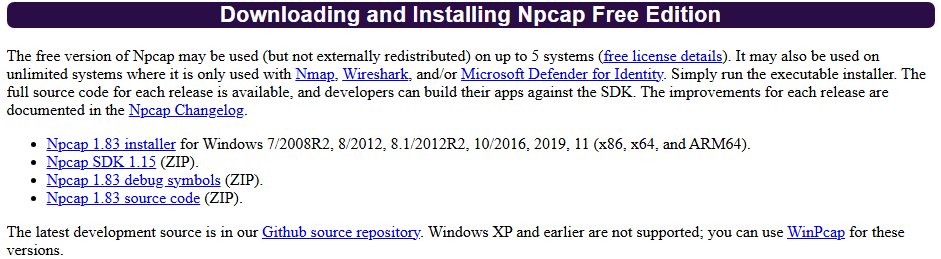 Downloading and Installing Npcap Free Edition
The free version of Npcap may be used (but not externally redistributed) on up to 5 systems (free license details). It may also be used on
unlimited systems where it is only used with Nmap, Wireshark, and/or Microsoft Defender for Identity. Simply run the executable installer. The
full source code for each release is available, and developers can build their apps against the SDK. The improvements for each release are
documented in the Npcap Changelog.
• Npcap 1.83 installer for Windows 7/2008R2, 8/2012, 8.1/2012R2, 10/2016, 2019, 11 (x86, x64, and ARM64).
• Npcap SDK 1.15 (ZIP).
• Npcap 1.83 debug symbols (ZIP).
• Npcap 1.83 source code (ZIP).
The latest development source is in our Github source repository. Windows XP and earlier are not supported; you can use WinPcap for these
versions.